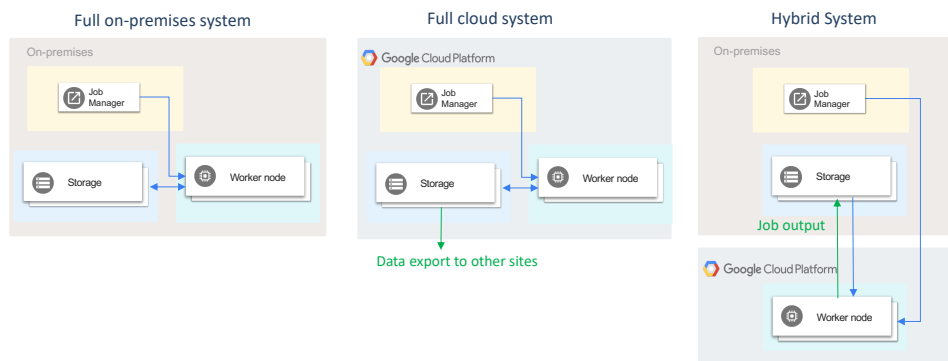 Full on-premises system
On-premises
Job
Manager
Storage
Worker node
Full cloud system
Google Cloud Platform
Job
Manager
Storage
Worker node
Data export to other sites
Hybrid System
On-premises
Job
Manager
Storage
Job output
Google Cloud Platform
Worker node